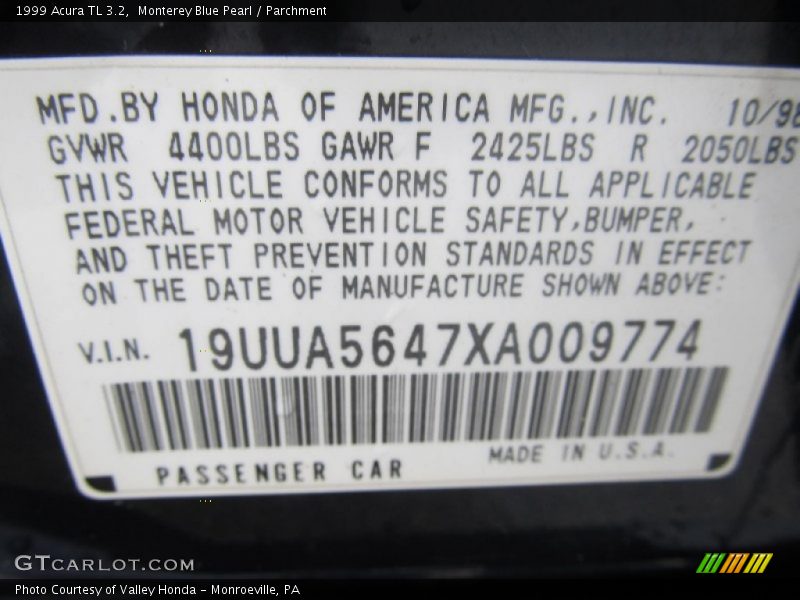 1999 Acura TL 3.2,  Monterey Blue Pearl / Parchment
MFD.BY HONDA OF AMERICA MFG.,INC. 10/98
GVWR 4400LBS GAWR F 2425LBS R 2050LBS
THIS VEHICLE CONFORMS TO ALL APPLICABLE
FEDERAL MOTOR VEHICLE SAFETY,BUMPER,
AND THEFT PREVENTION STANDARDS IN EFFECT
ON THE DATE OF MANUFACTURE SHOWN ABOVE:
V.I.N. 19UUA5647XA009774
PASSENGER CAR MADE IN U.S.A.
GTCARLOT.COM
Photo Courtesy of Valley Honda - Monroeville, PA